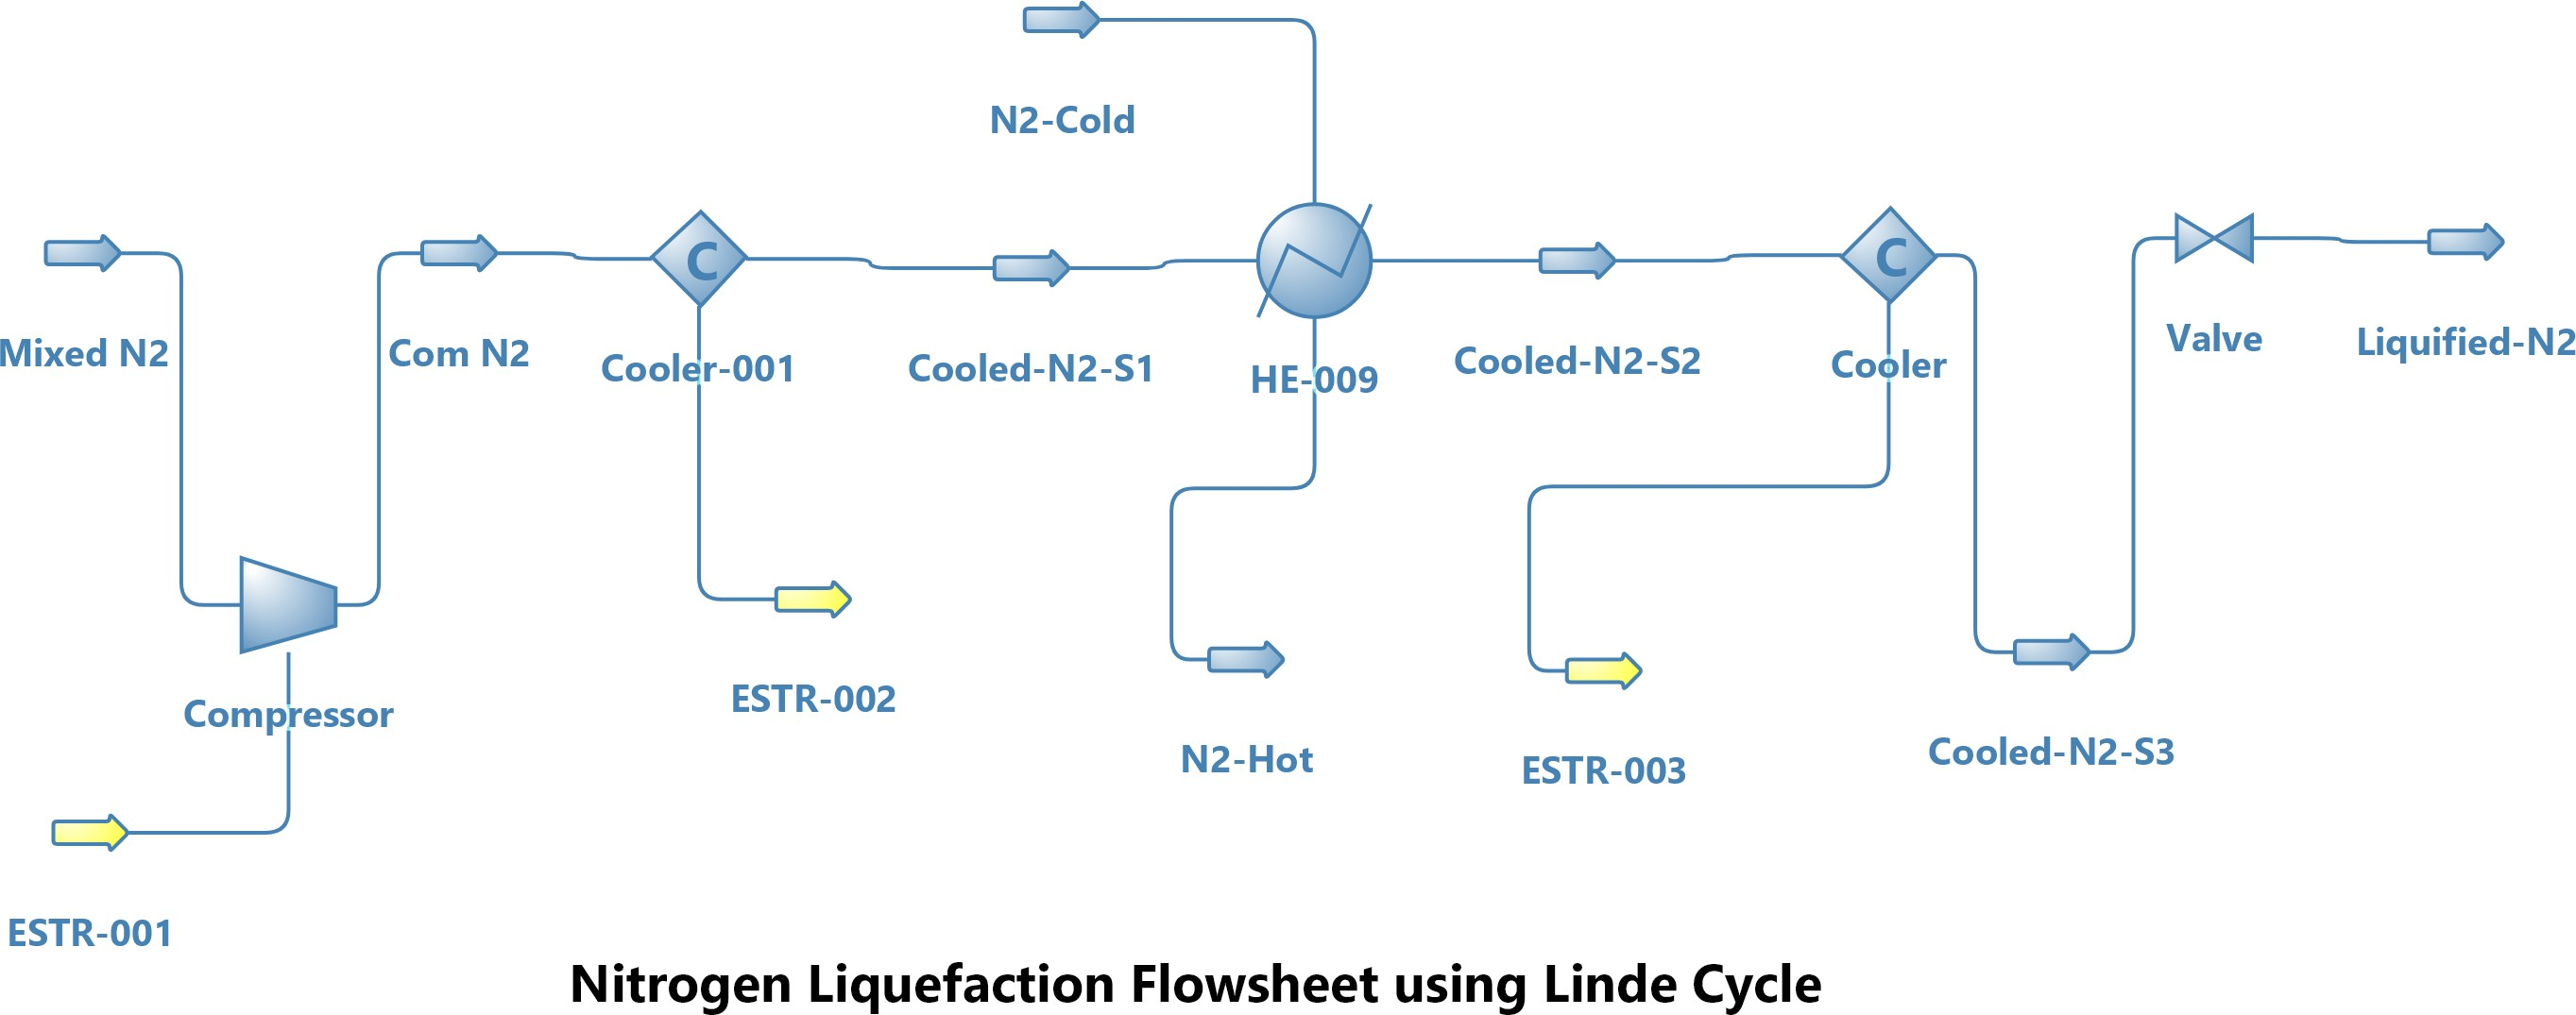 N2-Cold
Mixed N2
Com N2
C
Cooler-001
Cooled-N2-S1
HE-009
Cooled-N2-S2
C
Cooler
Valve
Liquified-N2
Compressor
ESTR-002
N2-Hot
ESTR-003
Cooled-N2-S3
ESTR-001
Nitrogen Liquefaction Flowsheet using Linde Cycle